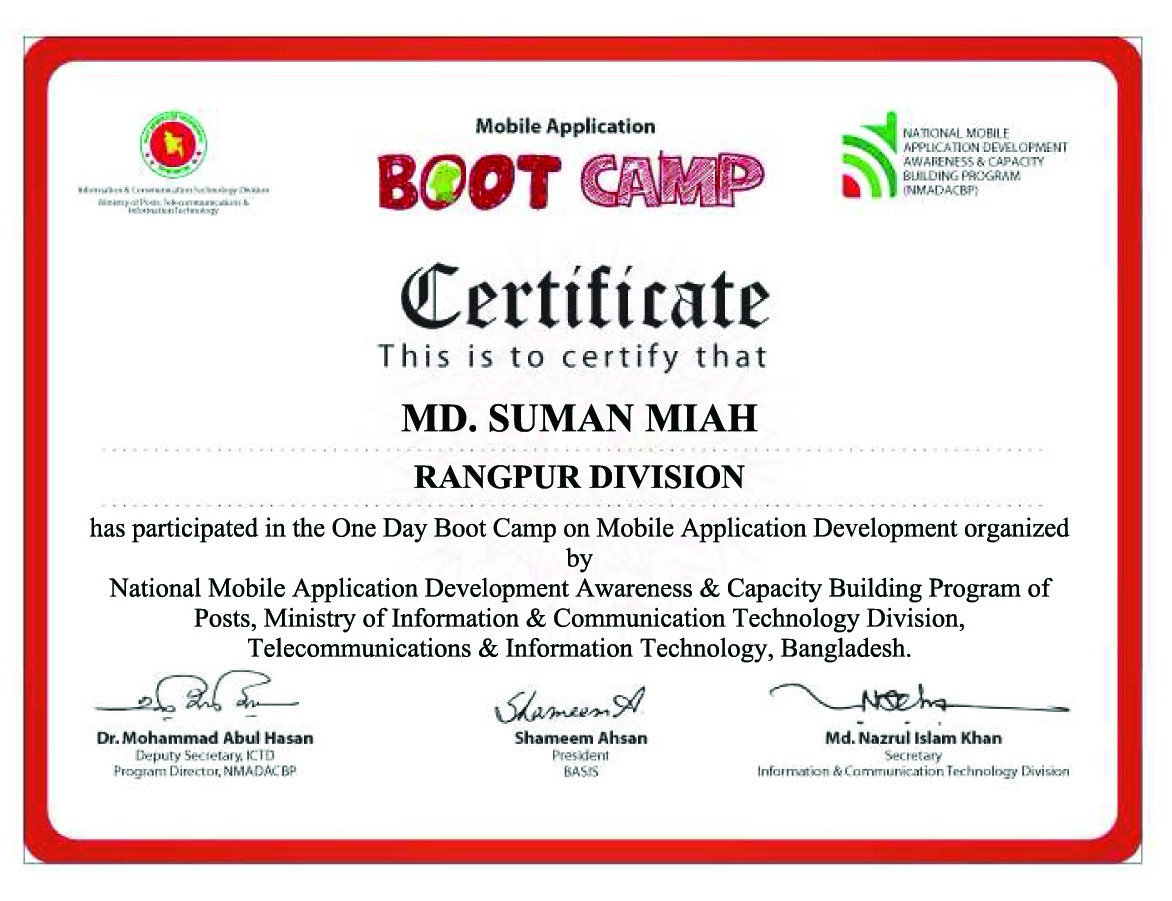 Information & Communication Technology Division
Ministry of Posts, Telecommunications &
Information Technology
Mobile Application
BOOT CAMP
NATIONAL MOBILE
APPLICATION DEVELOPMENT
AWARENESS & CAPACITY
BUILDING PROGRAM
(NMADACBP)
Certificate
This is to certify that
MD. SUMAN MIAH
RANGPUR DIVISION
has participated in the One Day Boot Camp on Mobile Application Development organized
by
National Mobile Application Development Awareness & Capacity Building Program of
Posts, Ministry of Information & Communication Technology Division,
Telecommunications & Information Technology, Bangladesh.
Shameem A.
Dr. Mohammad Abul Hasan
Deputy Secretary, ICTD
Program Director, NMADACBP
Shameem Ahsan
President
BASIS
Md. Nazrul Islam Khan
Secretary
Information & Communication Technology Division